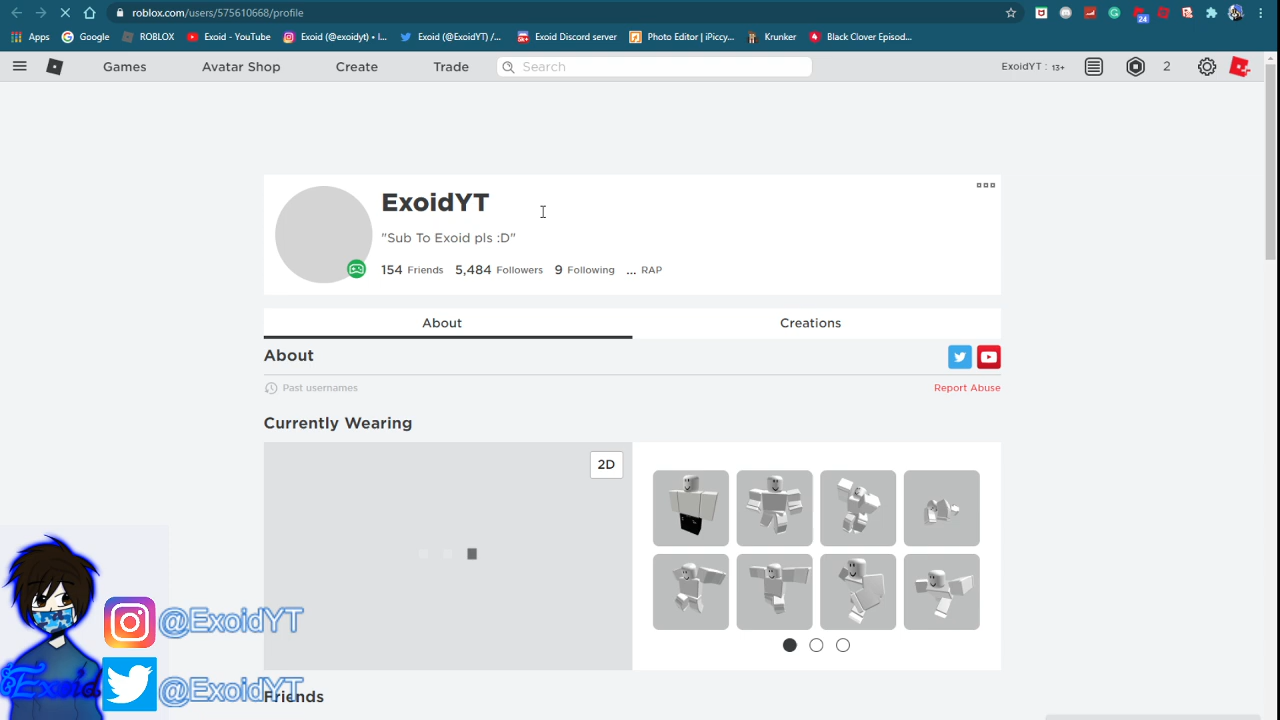 roblox.com/users/575610668/profile
24
Apps Google ROBLOX Exoid - YouTube Exoid (@exoidyt) • I... Exoid (@ExoidYT) /... Exoid Discord server Photo Editor | iPiccy... Krunker Black Clover Episod...
Games Avatar Shop Create Trade Search ExoidYT : 13+ 2
ExoidYT
"Sub To Exoid pls :D"
154 Friends 5,484 Followers 9 Following ... RAP
About Creations
About
Past usernames Report Abuse
Currently Wearing
2D
@ExoidYT
Exoid
@ExoidYT
Friends